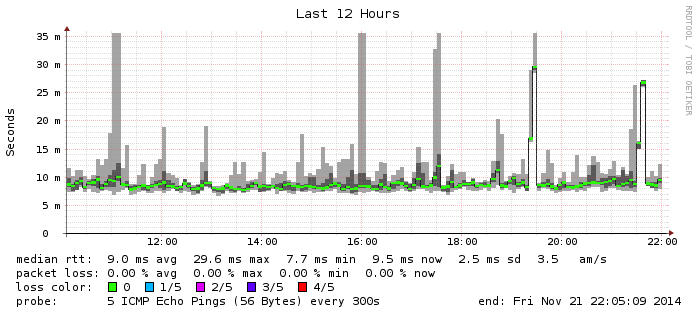 Last 12 Hours
RRDTOOL / TOBI OETIKER
Seconds
35 m
30 m
25 m
20 m
15 m
10 m
5 m
0
12:00 14:00 16:00 18:00 20:00 22:00
median rtt: 9.0 ms avg 29.6 ms max 7.7 ms min 9.5 ms now 2.5 ms sd 3.5 am/s
packet loss: 0.00 % avg 0.00 % max 0.00 % min 0.00 % now
loss color: 0 1/5 2/5 3/5 4/5
probe: 5 ICMP Echo Pings (56 Bytes) every 300s end: Fri Nov 21 22:05:09 2014